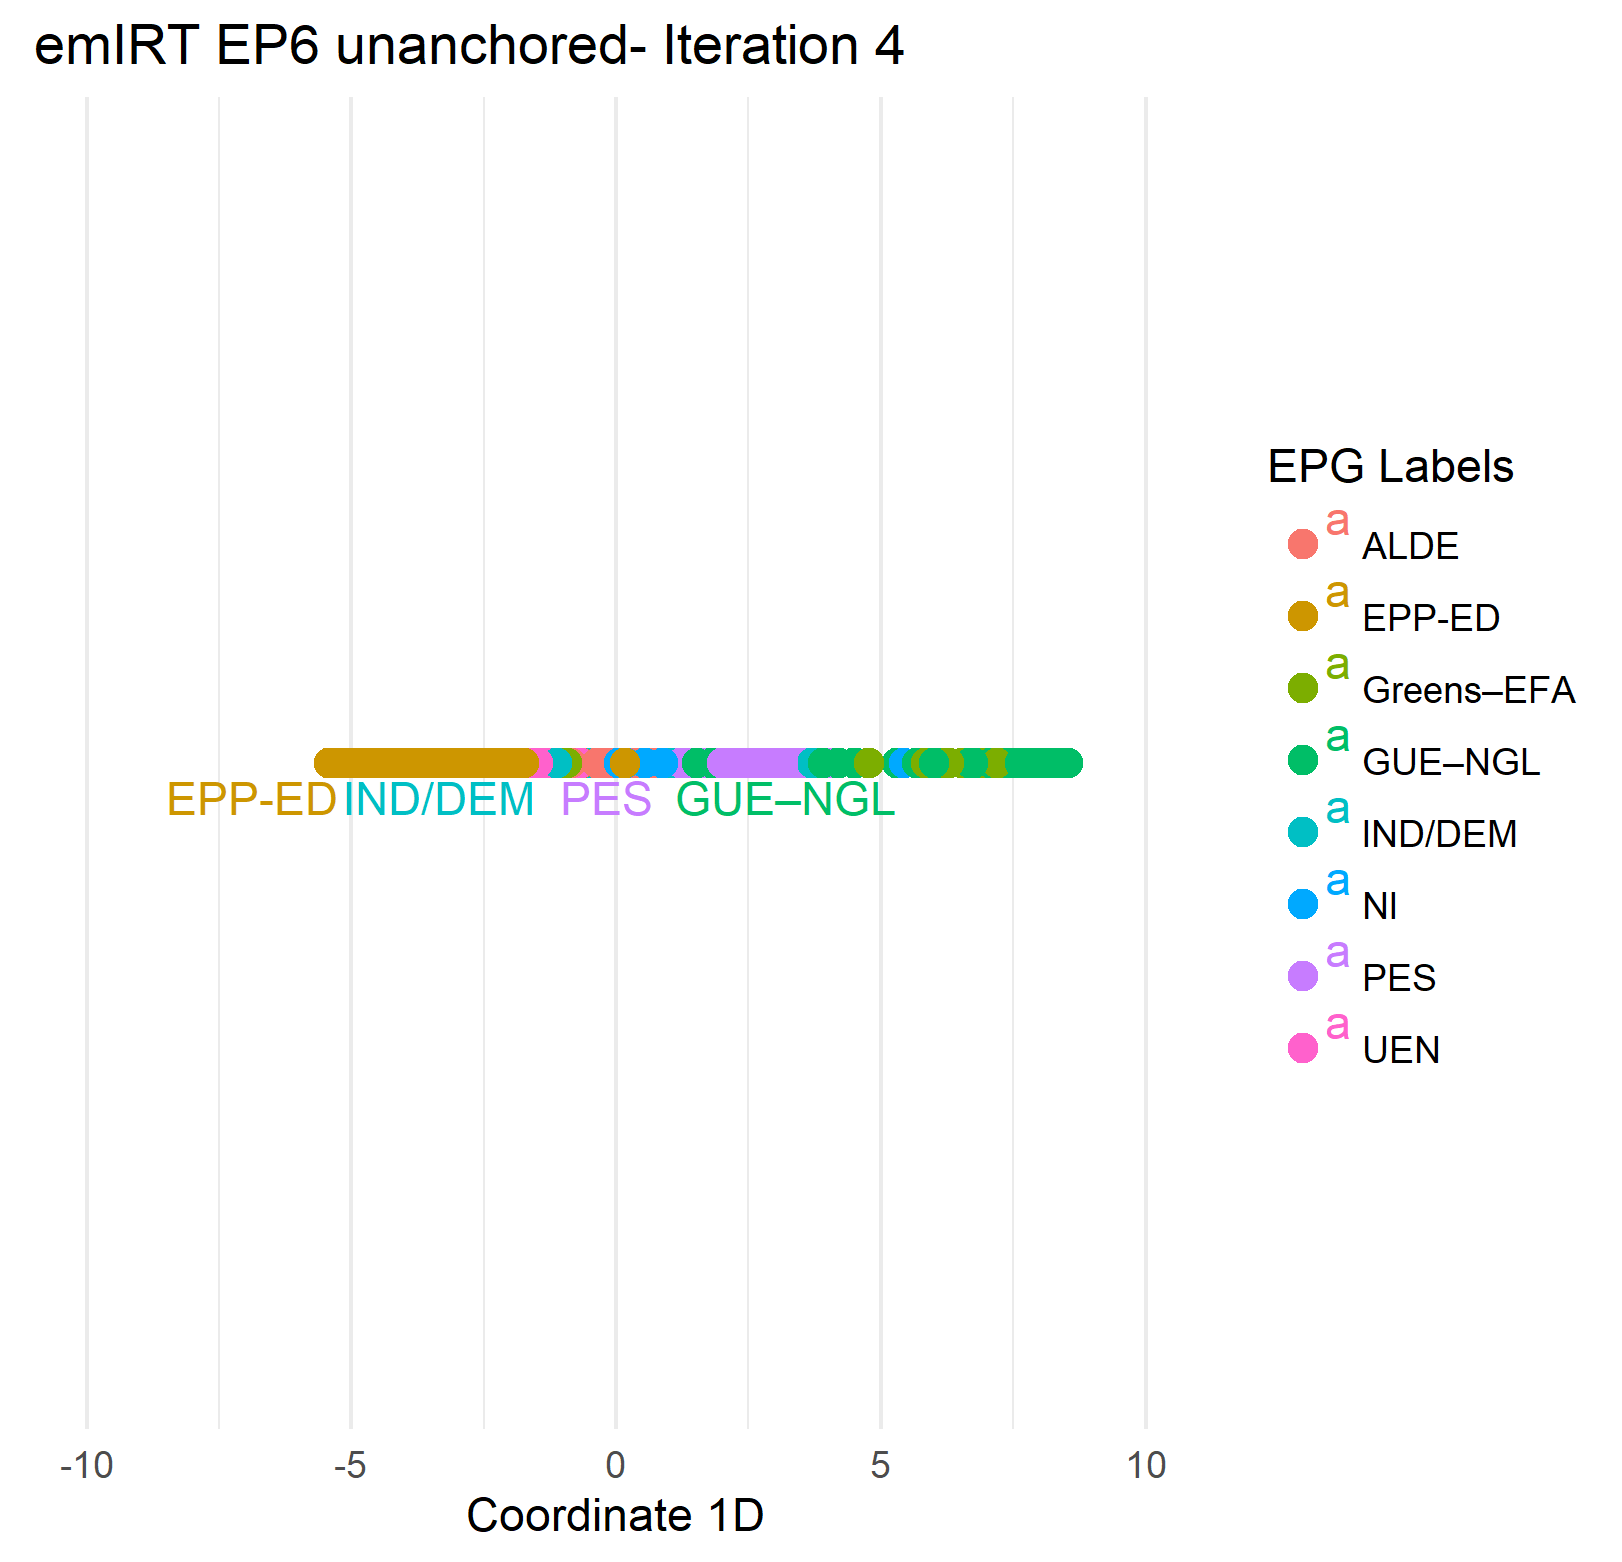 emIRT EP6 unanchored- Iteration 4
EPP-ED IND/DEM PES GUE–NGL
-10 -5 0 5 10
Coordinate 1D
EPG Labels
a ALDE
a EPP-ED
a Greens–EFA
a GUE–NGL
a IND/DEM
a NI
a PES
a UEN